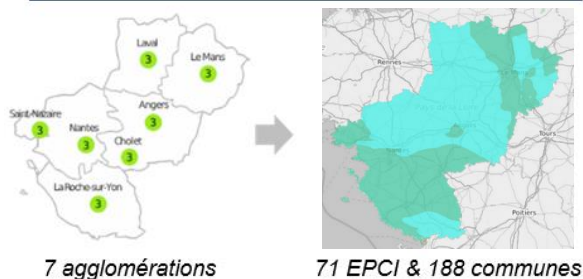 Laval
3
Le Mans
3
Angers
3
Saint-Nazaire
3
Nantes
3
Cholet
3
La Roche-sur-Yon
3
Rennes
Tours
Poitiers
7 agglomérations
71 EPCI & 188 communes